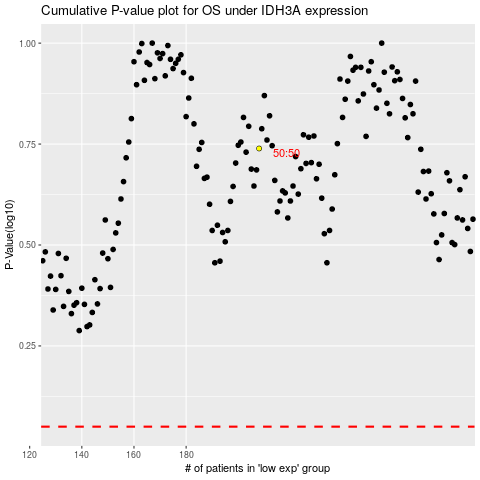 Cumulative P-value plot for OS under IDH3A expression
1.00
0.75
50:50
0.50
0.25
P-Value(log10)
120 140 160 180
# of patients in 'low exp' group